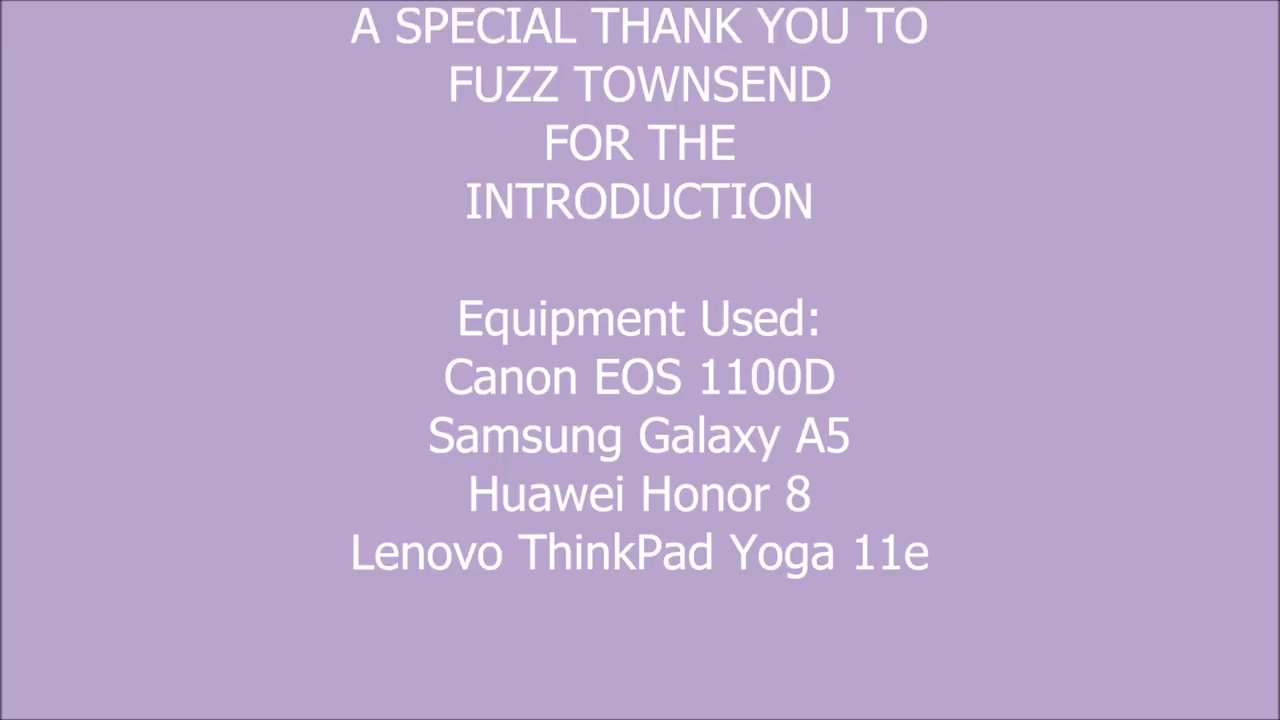 A SPECIAL THANK YOU TO
FUZZ TOWNSEND
FOR THE
INTRODUCTION
Equipment Used:
Canon EOS 1100D
Samsung Galaxy A5
Huawei Honor 8
Lenovo ThinkPad Yoga 11e